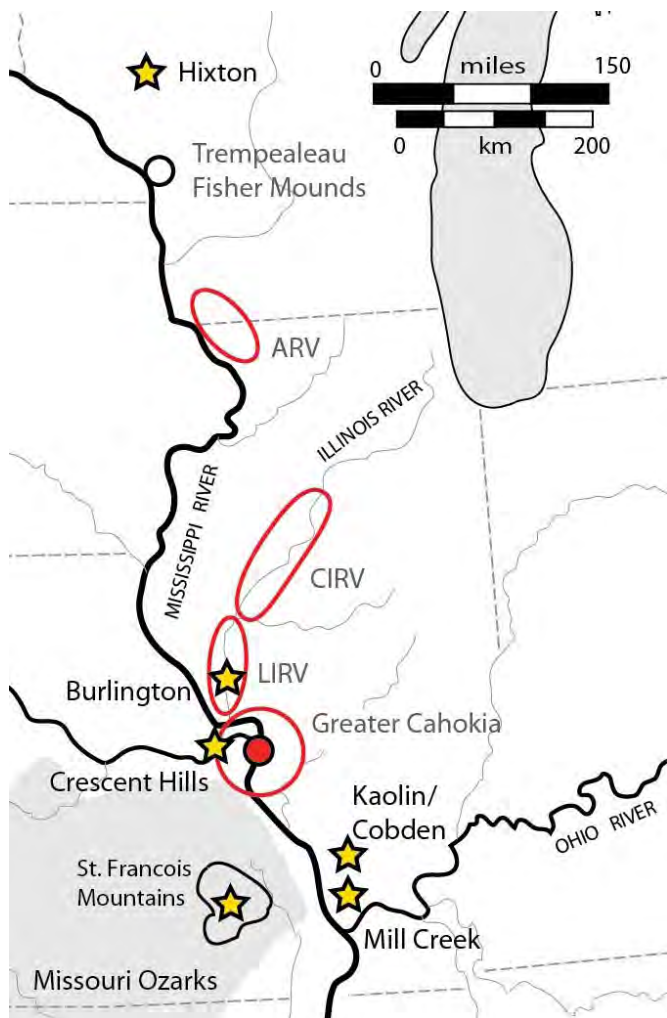 0 miles 150
0 km 200
Hixton
Trempealeau
Fisher Mounds
ARV
ILLINOIS RIVER
MISSISSIPPI RIVER
CIRV
LIRV
Burlington
Greater Cahokia
Crescent Hills
Kaolin/
Cobden
OHIO RIVER
St. Francois
Mountains
Mill Creek
Missouri Ozarks